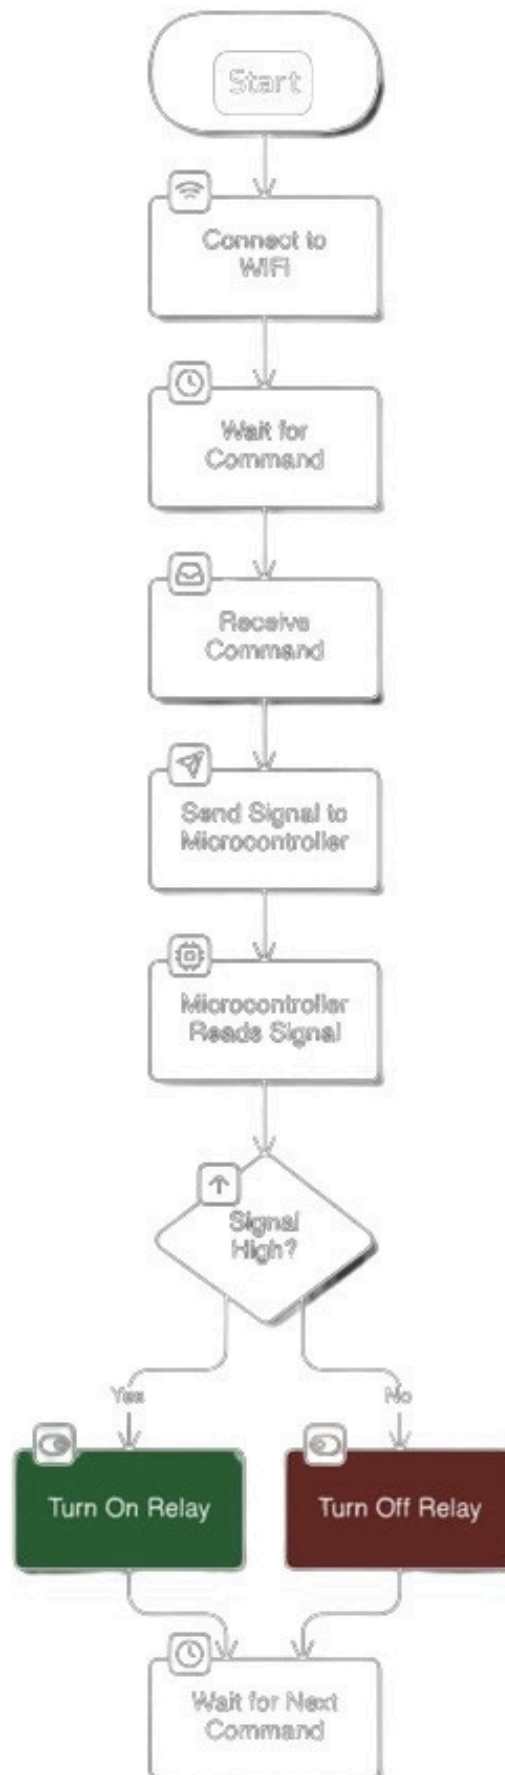 Start
Connect to
WiFi
Wait for
Command
Receive
Command
Send Signal to
Microcontroller
Microcontroller
Reads Signal
Signal
High?
Yes
No
Turn On Relay
Turn Off Relay
Wait for Next
Command